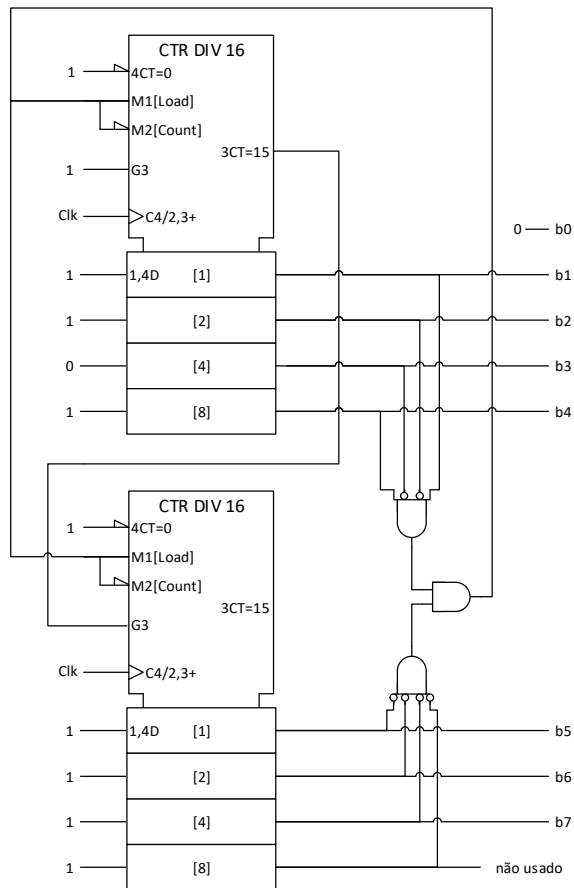 CTR DIV 16
1
4CT=0
M1[Load]
M2[Count]
3CT=15
1
G3
Clk
C4/2,3+
0
b0
1
1,4D
[1]
b1
1
[2]
b2
0
[4]
b3
1
[8]
b4
CTR DIV 16
1
4CT=0
M1[Load]
M2[Count]
3CT=15
G3
Clk
C4/2,3+
1
1,4D
[1]
b5
1
[2]
b6
1
[4]
b7
1
[8]
não usado